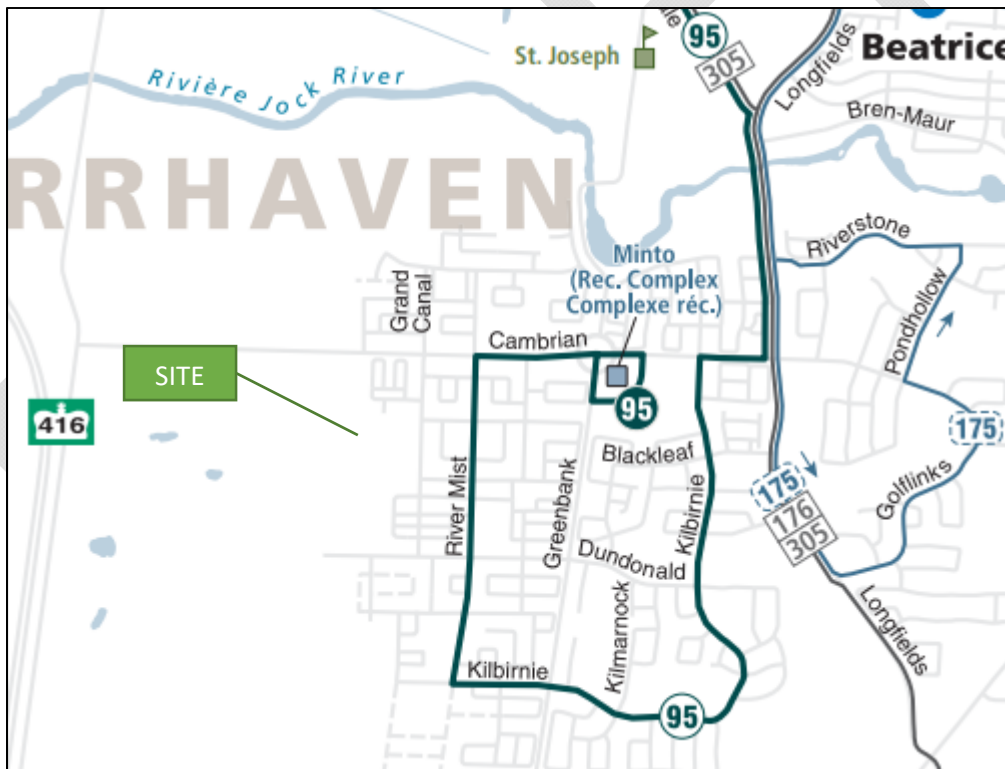 95
305
St. Joseph
Longfields
Beatrice
Bren-Maur
Rivière Jock River
RRHAVEN
Riverstone
Minto
(Rec. Complex
Complexe réc.)
Grand
Canal
Cambrian
Pondhollow
SITE
416
95
175
Blackleaf
River Mist
Greenbank
Kilbirnie
175
176
305
Golflinks
Dundonald
Kilmarnock
Longfields
Kilbirnie
95